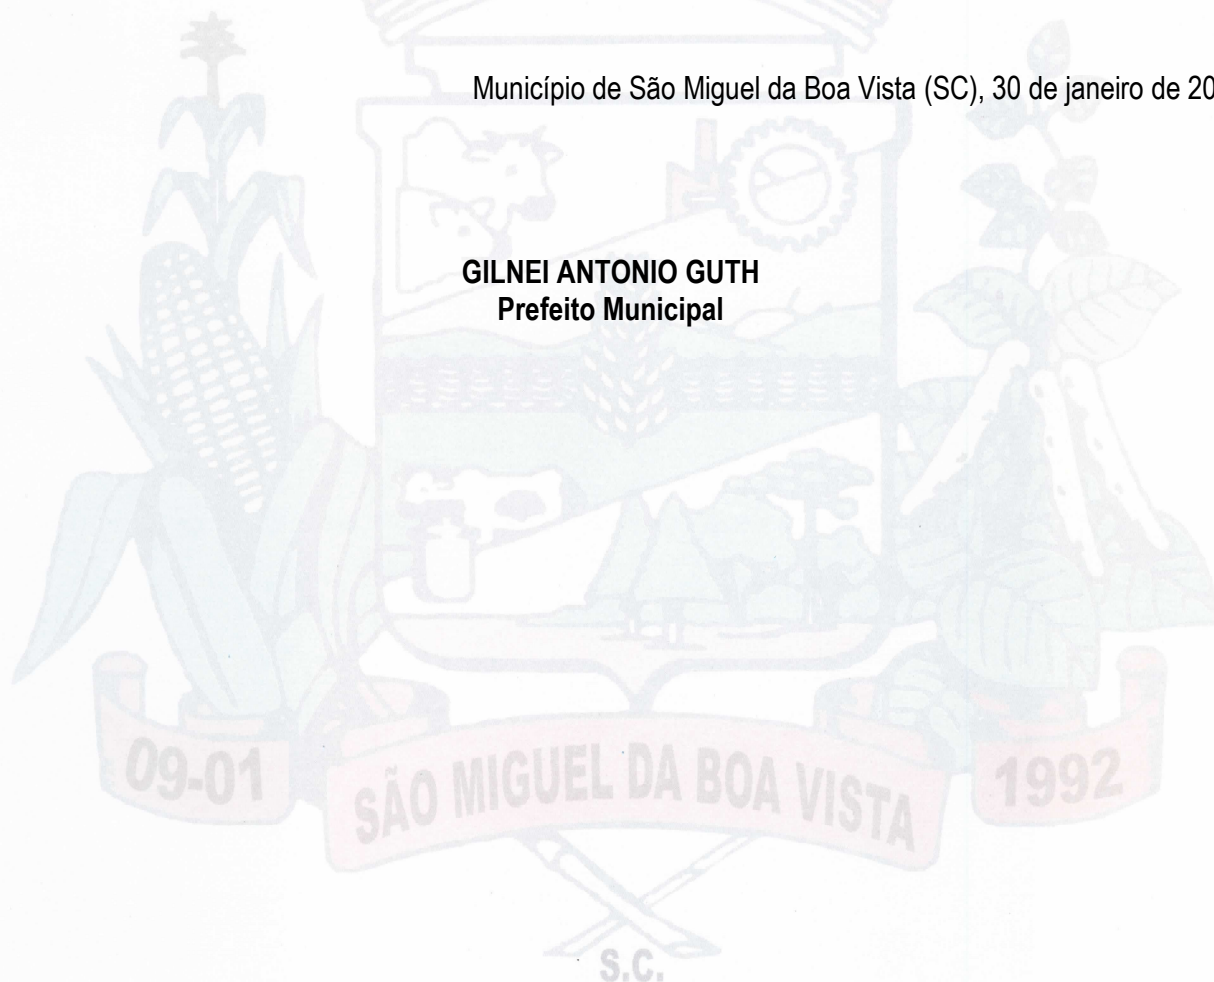 Município de São Miguel da Boa Vista (SC), 30 de janeiro de 20
GILNEI ANTONIO GUTH
Prefeito Municipal
09-01
SÃO MIGUEL DA BOA VISTA
1992
S.C.